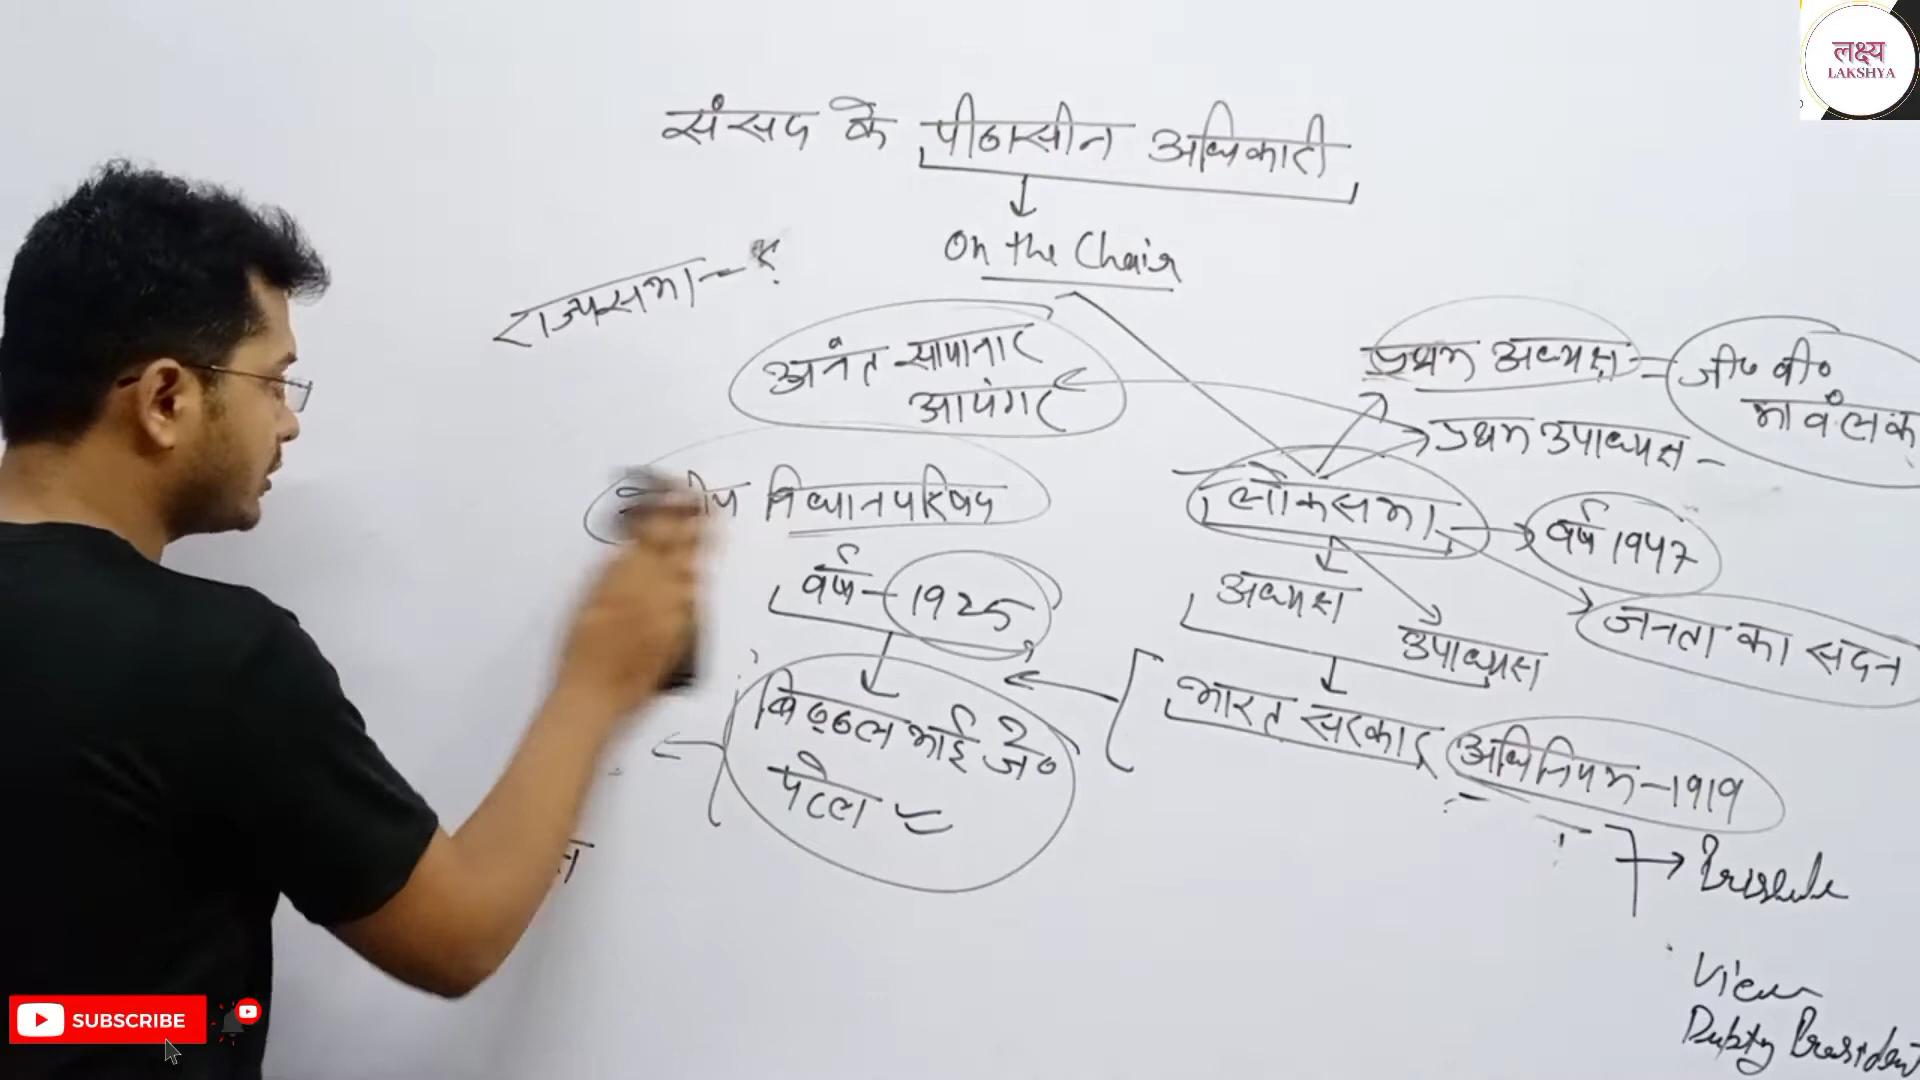 लक्ष्य
LAKSHYA
संसद के पीठासीन अधिकारी
On the Chair
राज्यसभा -
अनंत सायानार
आयंगर
प्रथम अध्यक्ष - जी० वी०
मावंलक
प्रथम उपाध्यक्ष -
विधानपरिषद
लोकसभा
वर्ष 1947
वर्ष - 1925
अध्यक्ष
उपाध्यक्ष
जनता का सदन
विट्ठल भाई जे०
पटेल
भारत सरकार अधिनियम - 1919
Deputy President
SUBSCRIBE